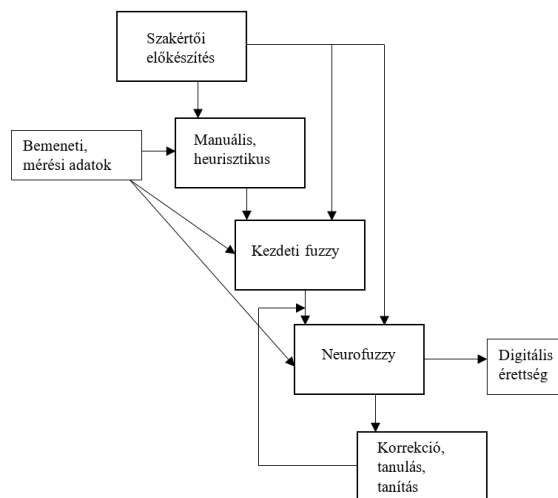 Szakértői
előkészítés
Bemeneti,
mérési adatok
Manuális,
heurisztikus
Kezdeti fuzzy
Neurofuzzy
Digitális
érettség
Korrekció,
tanulás,
tanítás